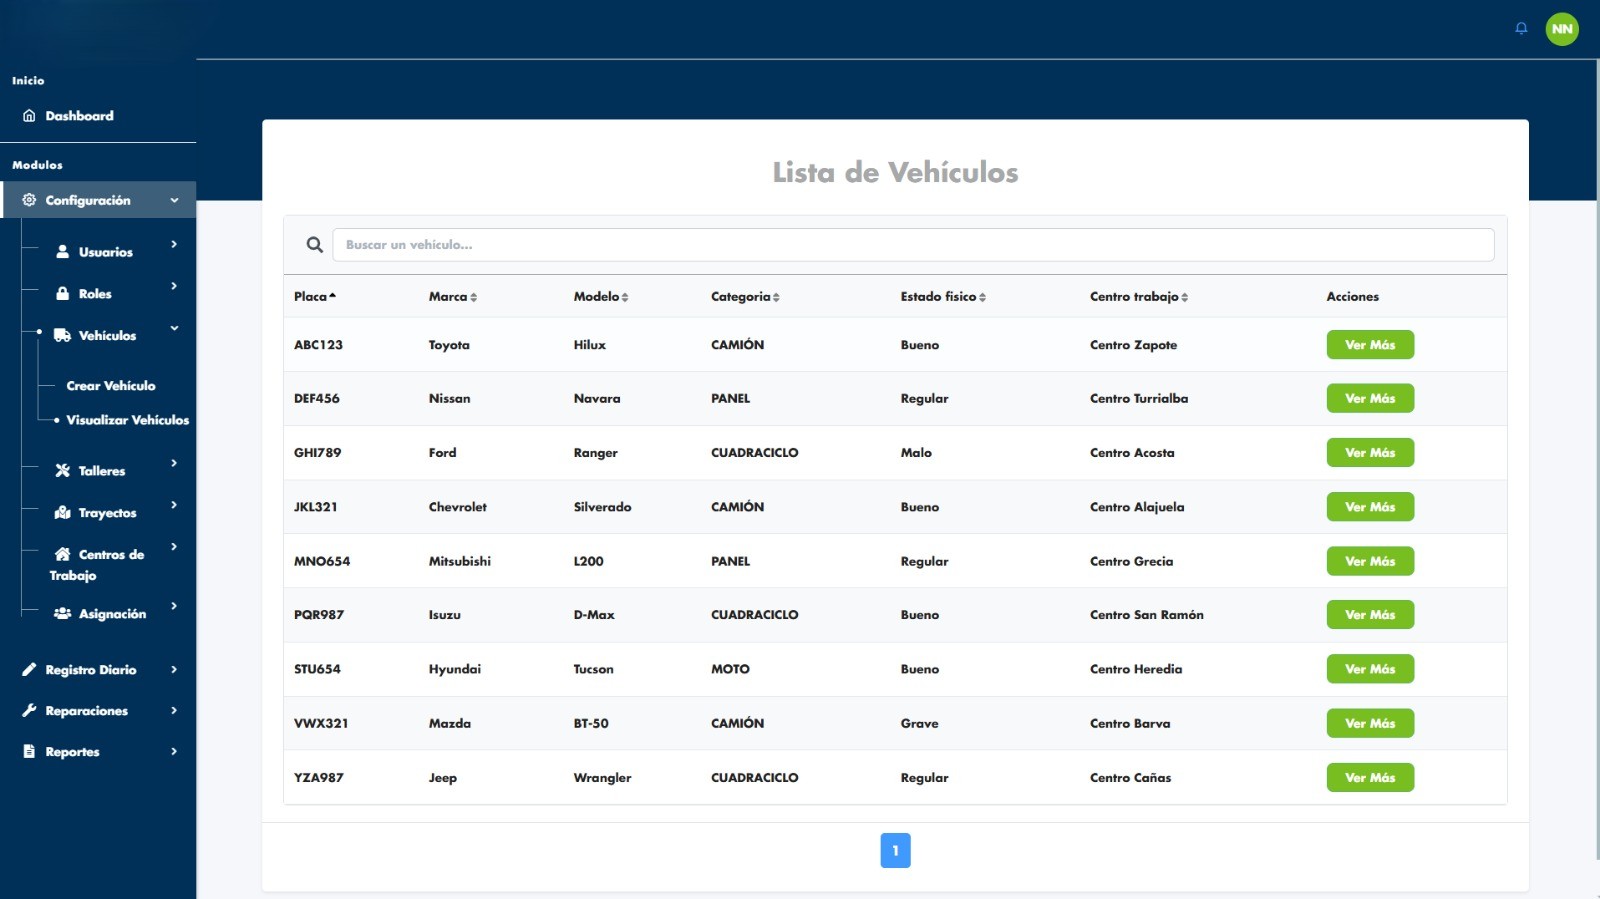 NN
Inicio
Dashboard
Modulos
Configuración
Usuarios
Roles
Vehículos
Crear Vehículo
Visualizar Vehículos
Talleres
Trayectos
Centros de
Trabajo
Asignación
Registro Diario
Reparaciones
Reportes
Lista de Vehículos
Buscar un vehículo...
Placa Marca Modelo Categoria Estado fisico Centro trabajo Acciones
ABC123 Toyota Hilux CAMIÓN Bueno Centro Zapote Ver Más
DEF456 Nissan Navara PANEL Regular Centro Turrialba Ver Más
GHI789 Ford Ranger CUADRACICLO Malo Centro Acosta Ver Más
JKL321 Chevrolet Silverado CAMIÓN Bueno Centro Alajuela Ver Más
MNO654 Mitsubishi L200 PANEL Regular Centro Grecia Ver Más
PQR987 Isuzu D-Max CUADRACICLO Bueno Centro San Ramón Ver Más
STU654 Hyundai Tucson MOTO Bueno Centro Heredia Ver Más
VWX321 Mazda BT-50 CAMIÓN Grave Centro Barva Ver Más
YZA987 Jeep Wrangler CUADRACICLO Regular Centro Cañas Ver Más
1